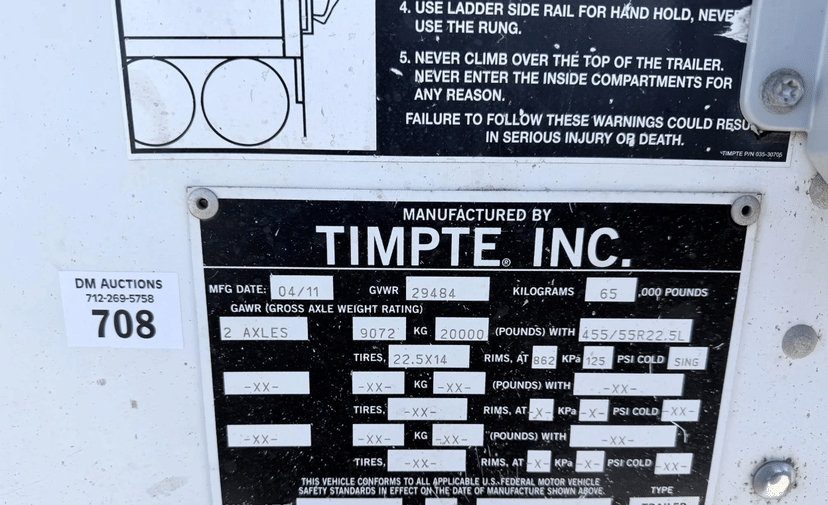 4. USE LADDER SIDE RAIL FOR HAND HOLD, NEVER
USE THE RUNG.
5. NEVER CLIMB OVER THE TOP OF THE TRAILER.
NEVER ENTER THE INSIDE COMPARTMENTS FOR
ANY REASON.
FAILURE TO FOLLOW THESE WARNINGS COULD RESU
IN SERIOUS INJURY OR DEATH.
*TIMPTE P/N 035-30705
MANUFACTURED BY
TIMPTE® INC.
MFG DATE: 04/11 GVWR 29484 KILOGRAMS 65 ,000 POUNDS
GAWR (GROSS AXLE WEIGHT RATING)
2 AXLES 9072 KG 20000 (POUNDS) WITH 455/55R22.5L
TIRES, 22.5X14 RIMS, AT 862 KPa 125 PSI COLD SING
-XX- -XX- KG -XX- (POUNDS) WITH -XX-
TIRES, -XX- RIMS, AT -X- KPa -X- PSI COLD -XX-
-XX- -XX- KG -XX- (POUNDS) WITH -XX-
TIRES, -XX- RIMS, AT -X- KPa -X- PSI COLD -XX-
THIS VEHICLE CONFORMS TO ALL APPLICABLE U.S. FEDERAL MOTOR VEHICLE
SAFETY STANDARDS IN EFFECT ON THE DATE OF MANUFACTURE SHOWN ABOVE.
TYPE
TRAILER
DM AUCTIONS
712-269-5758
708